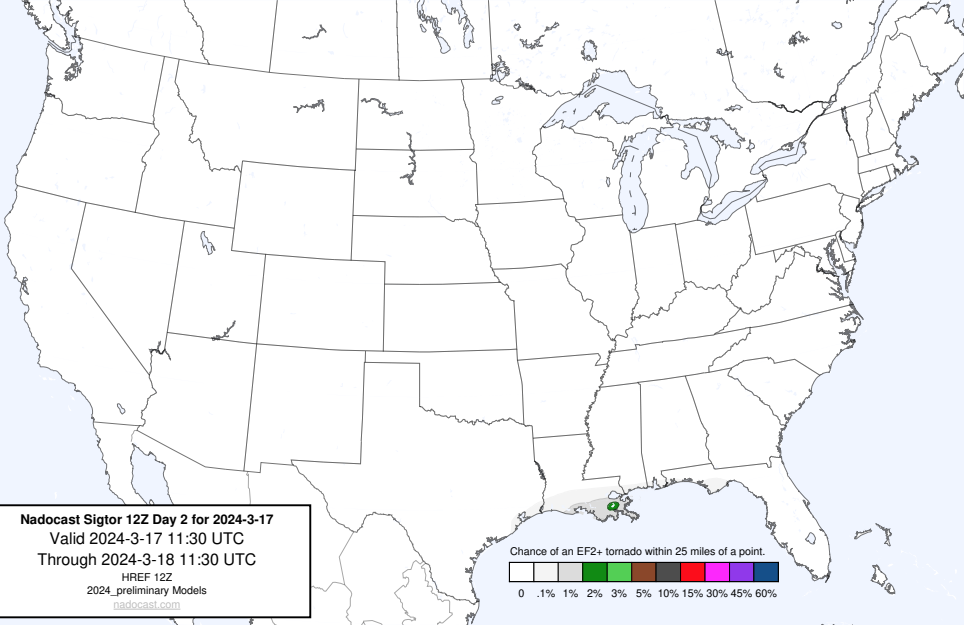 Nadocast Sigtor 12Z Day 2 for 2024-3-17
Valid 2024-3-17 11:30 UTC
Through 2024-3-18 11:30 UTC
HREF 12Z
2024_preliminary Models
nadocast.com
Chance of an EF2+ tornado within 25 miles of a point.
0 .1% 1% 2% 3% 5% 10% 15% 30% 45% 60%